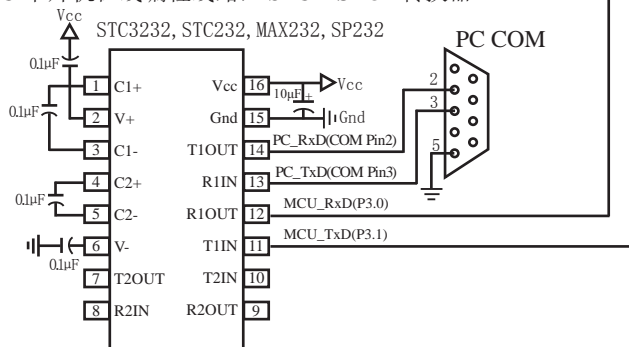 Vcc
STC3232, STC232, MAX232, SP232
PC COM
0.1μF
1 C1+ Vcc 16 Vcc
10μF +
0.1μF
2 V+ Gnd 15 Gnd
3 C1- T1OUT 14 PC_RxD(COM Pin2)
4 C2+ R1IN 13 PC_TxD(COM Pin3)
0.1μF
5 C2- R1OUT 12 MCU_RxD(P3.0)
6 V- T1IN 11 MCU_TxD(P3.1)
0.1μF
7 T2OUT T2IN 10
8 R2IN R2OUT 9
2
3
5